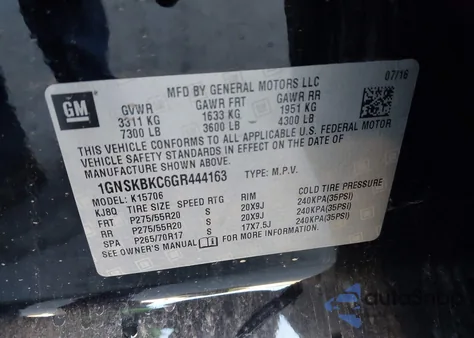 07/16
MFD BY GENERAL MOTORS LLC
GM
GVWR GAWR FRT GAWR RR
3311 KG 1633 KG 1951 KG
7300 LB 3600 LB 4300 LB
THIS VEHICLE CONFORMS TO ALL APPLICABLE U.S. FEDERAL MOTOR
VEHICLE SAFETY STANDARDS IN EFFECT ON THE DATE OF
MANUFACTURE SHOWN ABOVE.
1GNSKBKC6GR444163 TYPE: M.P.V.
MODEL: K15706
KJBQ TIRE SIZE SPEED RTG RIM COLD TIRE PRESSURE
FRT P275/55R20 S 20X9J 240KPA(35PSI)
RR P275/55R20 S 20X9J 240KPA(35PSI)
SPA P265/70R17 S 17X7.5J 240KPA(35PSI)
SEE OWNER'S MANUAL FOR MORE INFORMATION.